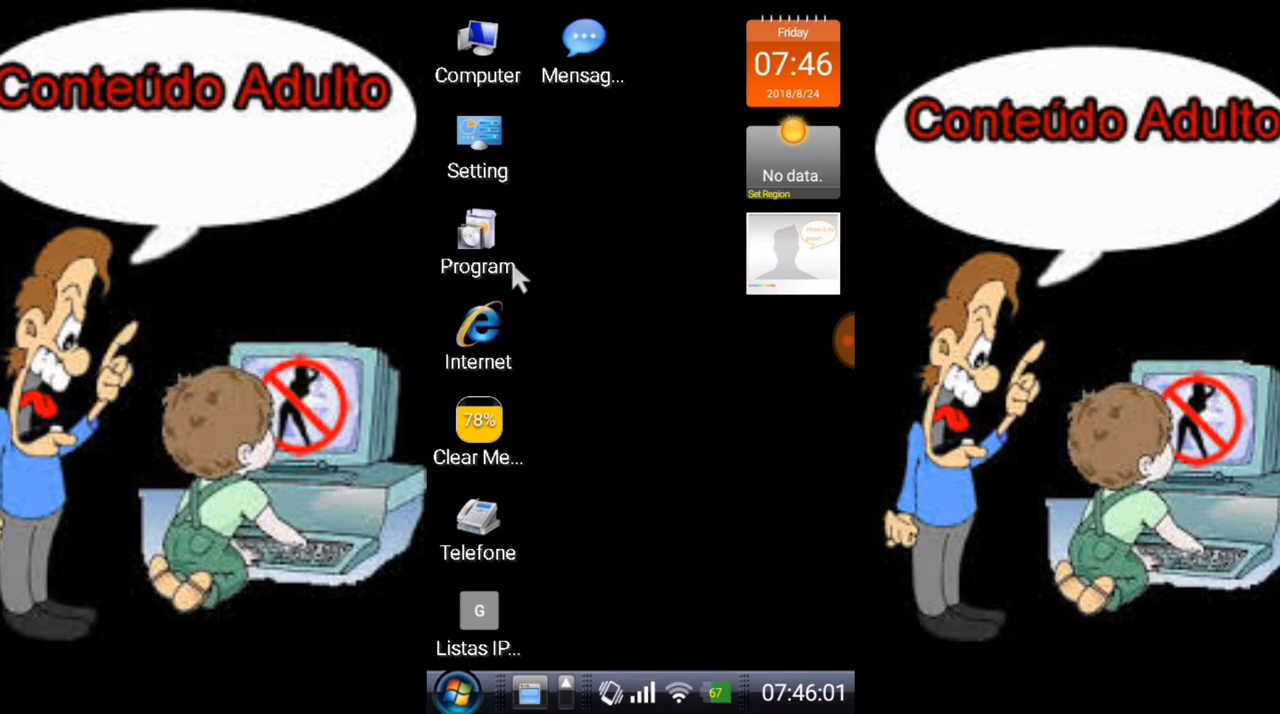 Conteúdo Adulto
Computer
Mensag...
Setting
Program
Internet
78%
Clear Me...
Telefone
G
Listas IP...
Friday
07:46
2018/8/24
No data.
Set Region
67
07:46:01
Conteúdo Adulto